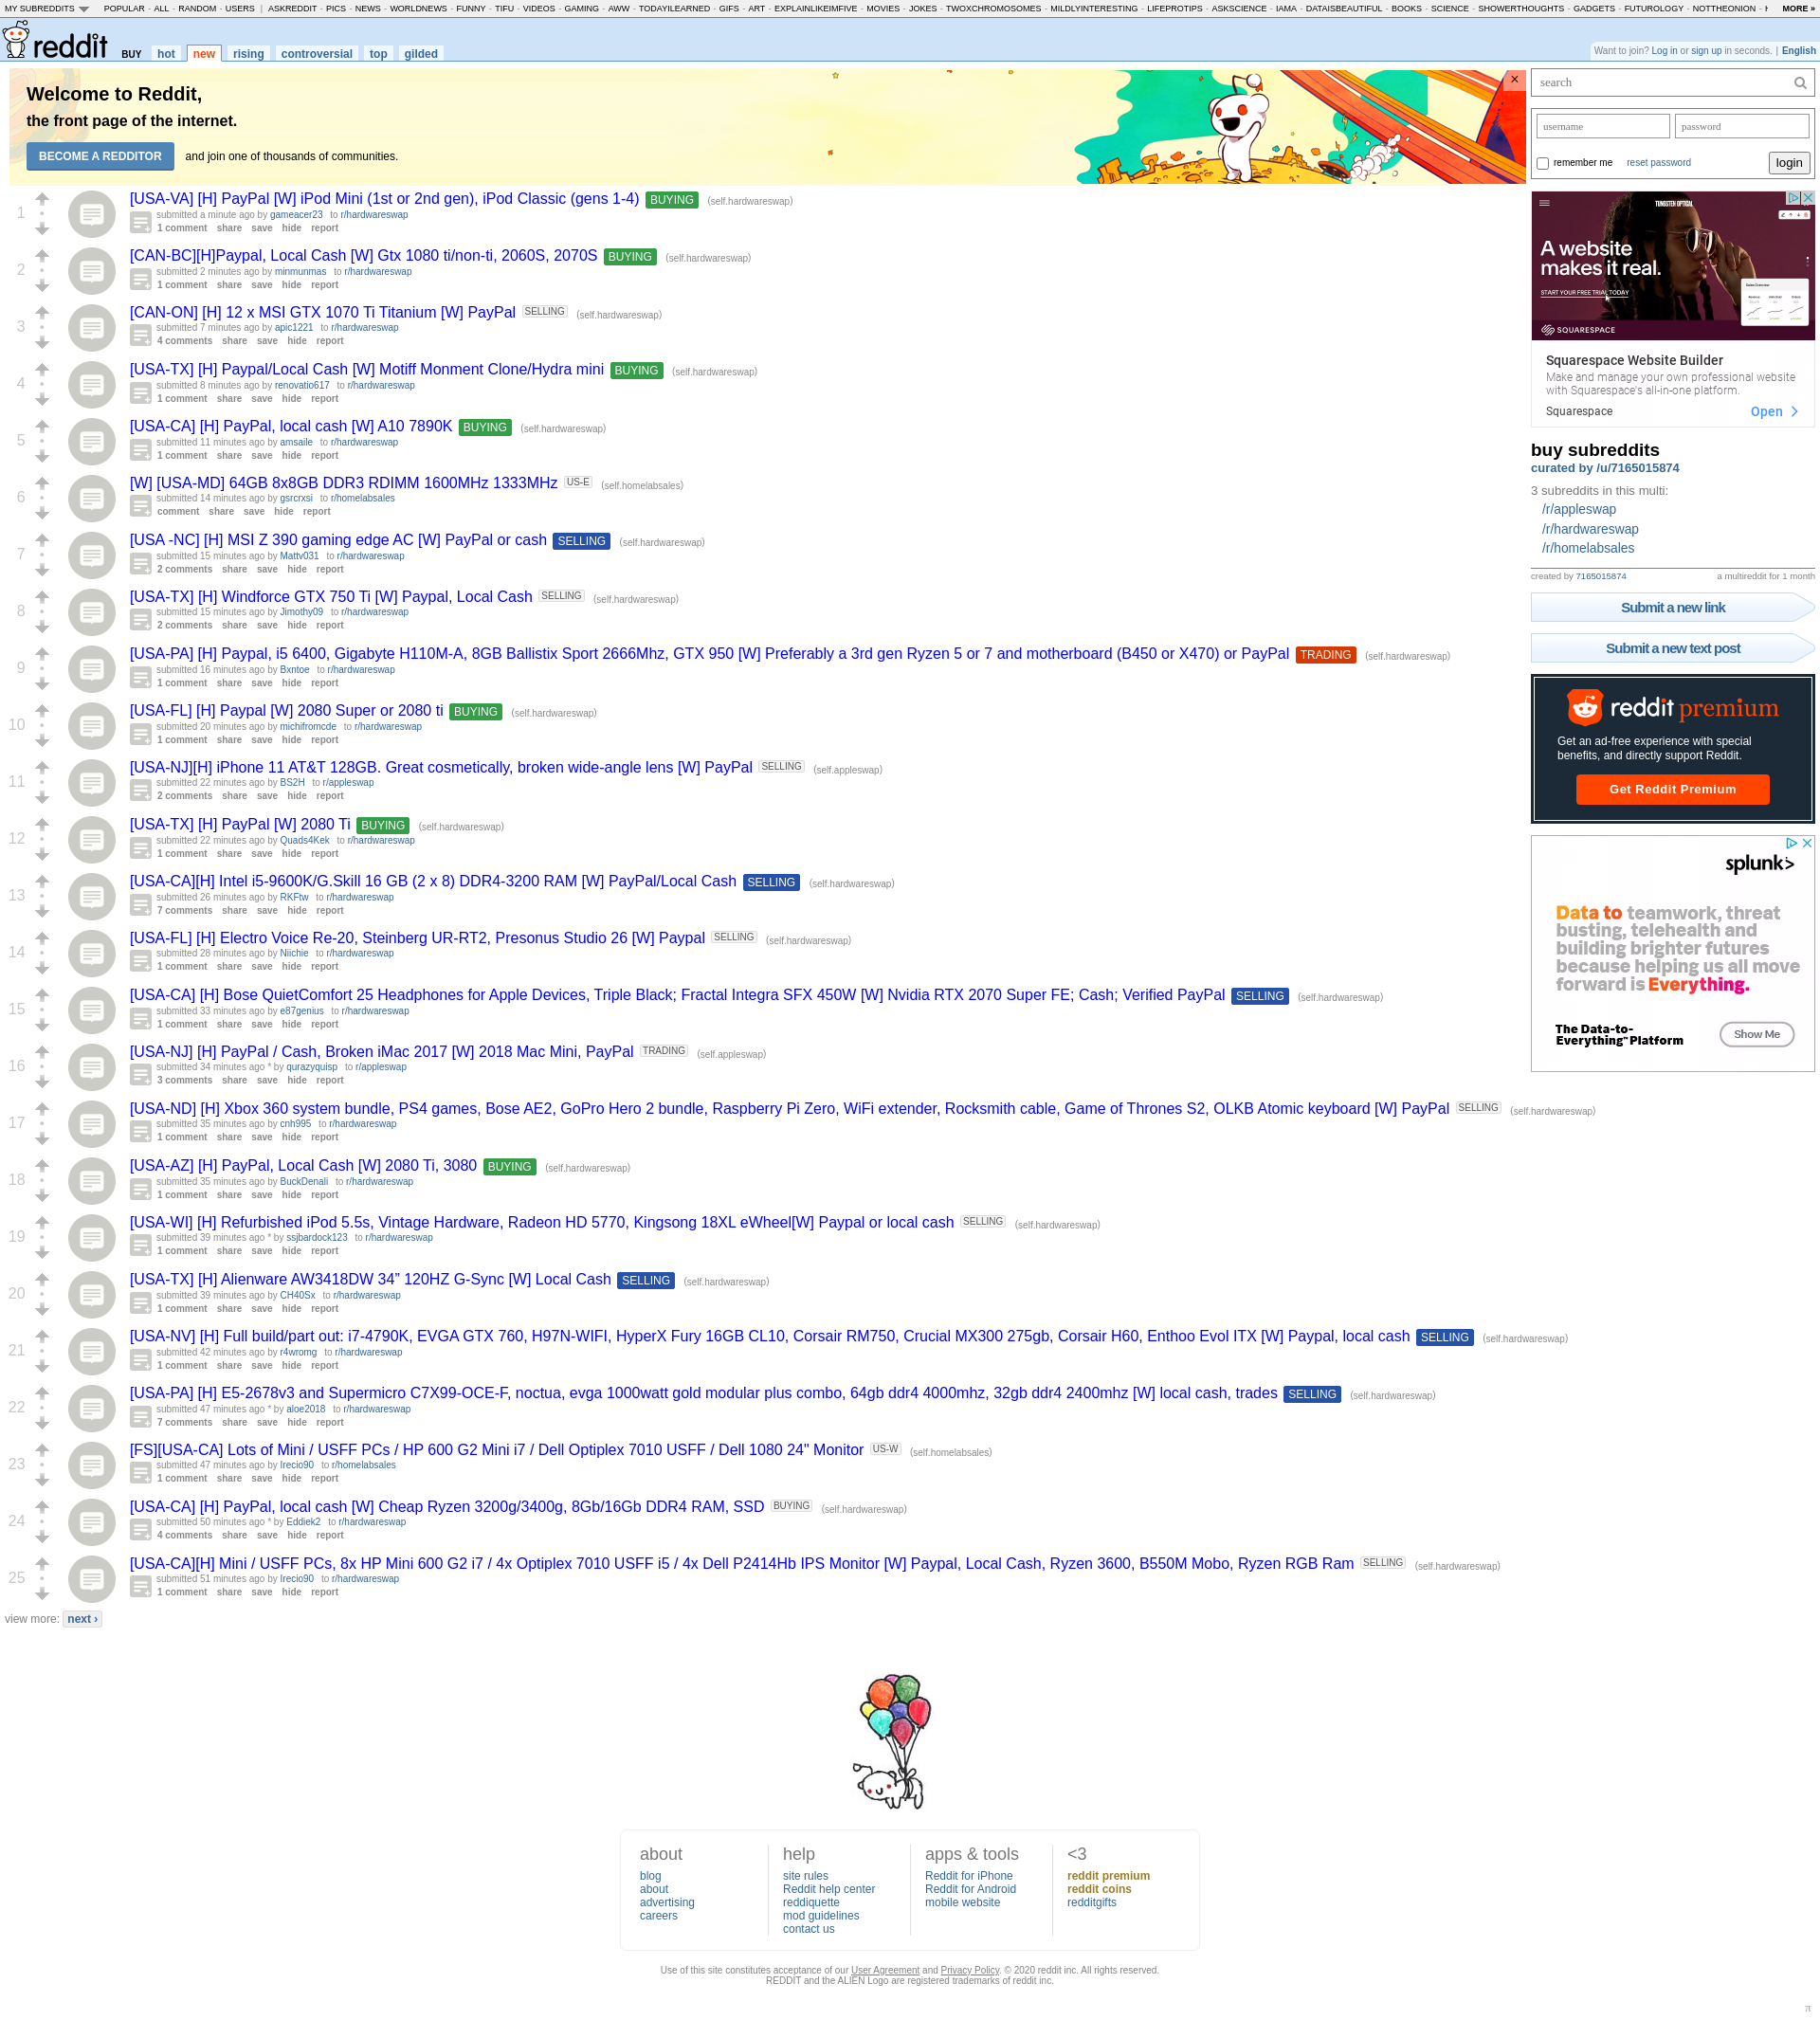 MY SUBREDDITS POPULAR - ALL - RANDOM - USERS | ASKREDDIT - PICS - NEWS - WORLDNEWS - FUNNY - TIFU - VIDEOS - GAMING - AWW - TODAYILEARNED - GIFS - ART - EXPLAINLIKEIMFIVE - MOVIES - JOKES - TWOXCHROMOSOMES - MILDLYINTERESTING - LIFEPROTIPS - ASKSCIENCE - IAMA - DATAISBEAUTIFUL - BOOKS - SCIENCE - SHOWERTHOUGHTS - GADGETS - FUTUROLOGY - NOTTHEONION - MORE »
reddit BUY hot new rising controversial top gilded
Want to join? Log in or sign up in seconds. | English
Welcome to Reddit,
the front page of the internet.
BECOME A REDDITOR and join one of thousands of communities.
1
[USA-VA] [H] PayPal [W] iPod Mini (1st or 2nd gen), iPod Classic (gens 1-4) BUYING (self.hardwareswap)
submitted a minute ago by gameacer23 to r/hardwareswap
1 comment share save hide report
2
[CAN-BC][H]Paypal, Local Cash [W] Gtx 1080 ti/non-ti, 2060S, 2070S BUYING (self.hardwareswap)
submitted 2 minutes ago by minmunmas to r/hardwareswap
1 comment share save hide report
3
[CAN-ON] [H] 12 x MSI GTX 1070 Ti Titanium [W] PayPal SELLING (self.hardwareswap)
submitted 7 minutes ago by apic1221 to r/hardwareswap
4 comments share save hide report
4
[USA-TX] [H] Paypal/Local Cash [W] Motiff Monment Clone/Hydra mini BUYING (self.hardwareswap)
submitted 8 minutes ago by renovatio617 to r/hardwareswap
1 comment share save hide report
5
[USA-CA] [H] PayPal, local cash [W] A10 7890K BUYING (self.hardwareswap)
submitted 11 minutes ago by amsaile to r/hardwareswap
1 comment share save hide report
6
[W] [USA-MD] 64GB 8x8GB DDR3 RDIMM 1600MHz 1333MHz US-E (self.homelabsales)
submitted 14 minutes ago by gsrcrxsi to r/homelabsales
comment share save hide report
7
[USA -NC] [H] MSI Z 390 gaming edge AC [W] PayPal or cash SELLING (self.hardwareswap)
submitted 15 minutes ago by Mattv031 to r/hardwareswap
2 comments share save hide report
8
[USA-TX] [H] Windforce GTX 750 Ti [W] Paypal, Local Cash SELLING (self.hardwareswap)
submitted 15 minutes ago by Jimothy09 to r/hardwareswap
2 comments share save hide report
9
[USA-PA] [H] Paypal, i5 6400, Gigabyte H110M-A, 8GB Ballistix Sport 2666Mhz, GTX 950 [W] Preferably a 3rd gen Ryzen 5 or 7 and motherboard (B450 or X470) or PayPal TRADING (self.hardwareswap)
submitted 16 minutes ago by Bxntoe to r/hardwareswap
1 comment share save hide report
10
[USA-FL] [H] Paypal [W] 2080 Super or 2080 ti BUYING (self.hardwareswap)
submitted 20 minutes ago by michifromcde to r/hardwareswap
1 comment share save hide report
11
[USA-NJ][H] iPhone 11 AT&T 128GB. Great cosmetically, broken wide-angle lens [W] PayPal SELLING (self.appleswap)
submitted 22 minutes ago by BS2H to r/appleswap
2 comments share save hide report
12
[USA-TX] [H] PayPal [W] 2080 Ti BUYING (self.hardwareswap)
submitted 22 minutes ago by Quads4Kek to r/hardwareswap
1 comment share save hide report
13
[USA-CA][H] Intel i5-9600K/G.Skill 16 GB (2 x 8) DDR4-3200 RAM [W] PayPal/Local Cash SELLING (self.hardwareswap)
submitted 26 minutes ago by RKFtw to r/hardwareswap
7 comments share save hide report
14
[USA-FL] [H] Electro Voice Re-20, Steinberg UR-RT2, Presonus Studio 26 [W] Paypal SELLING (self.hardwareswap)
submitted 28 minutes ago by Niichie to r/hardwareswap
1 comment share save hide report
15
[USA-CA] [H] Bose QuietComfort 25 Headphones for Apple Devices, Triple Black; Fractal Integra SFX 450W [W] Nvidia RTX 2070 Super FE; Cash; Verified PayPal SELLING (self.hardwareswap)
submitted 33 minutes ago by e87genius to r/hardwareswap
1 comment share save hide report
16
[USA-NJ] [H] PayPal / Cash, Broken iMac 2017 [W] 2018 Mac Mini, PayPal TRADING (self.appleswap)
submitted 34 minutes ago * by qurazyquisp to r/appleswap
3 comments share save hide report
17
[USA-ND] [H] Xbox 360 system bundle, PS4 games, Bose AE2, GoPro Hero 2 bundle, Raspberry Pi Zero, WiFi extender, Rocksmith cable, Game of Thrones S2, OLKB Atomic keyboard [W] PayPal SELLING (self.hardwareswap)
submitted 35 minutes ago by cnh995 to r/hardwareswap
1 comment share save hide report
18
[USA-AZ] [H] PayPal, Local Cash [W] 2080 Ti, 3080 BUYING (self.hardwareswap)
submitted 35 minutes ago by BuckDenali to r/hardwareswap
1 comment share save hide report
19
[USA-WI] [H] Refurbished iPod 5.5s, Vintage Hardware, Radeon HD 5770, Kingsong 18XL eWheel[W] Paypal or local cash SELLING (self.hardwareswap)
submitted 39 minutes ago * by ssjbardock123 to r/hardwareswap
1 comment share save hide report
20
[USA-TX] [H] Alienware AW3418DW 34” 120HZ G-Sync [W] Local Cash SELLING (self.hardwareswap)
submitted 39 minutes ago by CH40Sx to r/hardwareswap
1 comment share save hide report
21
[USA-NV] [H] Full build/part out: i7-4790K, EVGA GTX 760, H97N-WIFI, HyperX Fury 16GB CL10, Corsair RM750, Crucial MX300 275gb, Corsair H60, Enthoo Evol ITX [W] Paypal, local cash SELLING (self.hardwareswap)
submitted 42 minutes ago by r4wromg to r/hardwareswap
1 comment share save hide report
22
[USA-PA] [H] E5-2678v3 and Supermicro C7X99-OCE-F, noctua, evga 1000watt gold modular plus combo, 64gb ddr4 4000mhz, 32gb ddr4 2400mhz [W] local cash, trades SELLING (self.hardwareswap)
submitted 47 minutes ago * by aloe2018 to r/hardwareswap
7 comments share save hide report
23
[FS][USA-CA] Lots of Mini / USFF PCs / HP 600 G2 Mini i7 / Dell Optiplex 7010 USFF / Dell 1080 24" Monitor US-W (self.homelabsales)
submitted 47 minutes ago by lrecio90 to r/homelabsales
1 comment share save hide report
24
[USA-CA] [H] PayPal, local cash [W] Cheap Ryzen 3200g/3400g, 8Gb/16Gb DDR4 RAM, SSD BUYING (self.hardwareswap)
submitted 50 minutes ago * by Eddiek2 to r/hardwareswap
4 comments share save hide report
25
[USA-CA][H] Mini / USFF PCs, 8x HP Mini 600 G2 i7 / 4x Optiplex 7010 USFF i5 / 4x Dell P2414Hb IPS Monitor [W] Paypal, Local Cash, Ryzen 3600, B550M Mobo, Ryzen RGB Ram SELLING (self.hardwareswap)
submitted 51 minutes ago by lrecio90 to r/hardwareswap
1 comment share save hide report
view more: next ›
search
username password
remember me reset password login
TUNGSTEN OPTICAL
A website
makes it real.
START YOUR FREE TRIAL TODAY
SQUARESPACE
Squarespace Website Builder
Make and manage your own professional website
with Squarespace's all-in-one platform.
Squarespace Open
buy subreddits
curated by /u/7165015874
3 subreddits in this multi:
/r/appleswap
/r/hardwareswap
/r/homelabsales
created by 7165015874 a multireddit for 1 month
Submit a new link
Submit a new text post
reddit premium
Get an ad-free experience with special
benefits, and directly support Reddit.
Get Reddit Premium
splunk>
Data to teamwork, threat
busting, telehealth and
building brighter futures
because helping us all move
forward is Everything.
The Data-to-
Everything™ Platform
Show Me
about
blog
about
advertising
careers
help
site rules
Reddit help center
reddiquette
mod guidelines
contact us
apps & tools
Reddit for iPhone
Reddit for Android
mobile website
<3
reddit premium
reddit coins
redditgifts
Use of this site constitutes acceptance of our User Agreement and Privacy Policy. © 2020 reddit inc. All rights reserved.
REDDIT and the ALIEN Logo are registered trademarks of reddit inc.
π